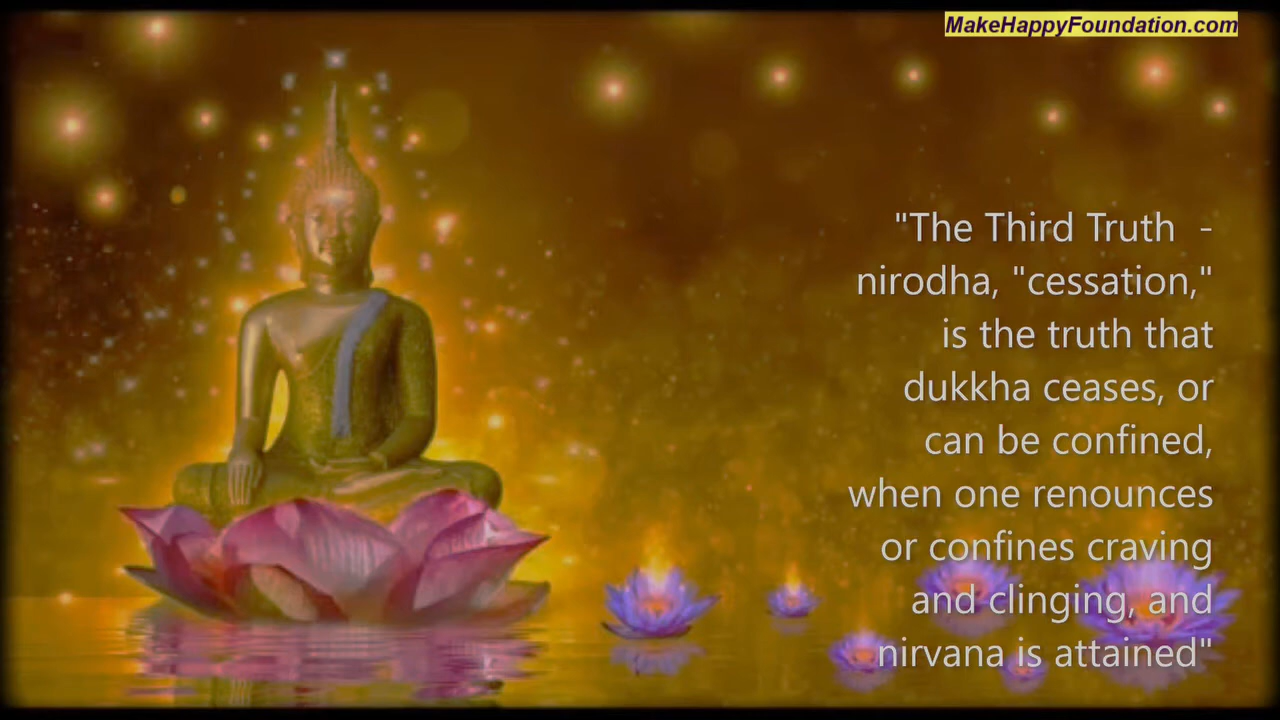 MakeHappyFoundation.com
"The Third Truth  -
nirodha, "cessation,"
is the truth that
dukkha ceases, or
can be confined,
when one renounces
or confines craving
and clinging, and
nirvana is attained"